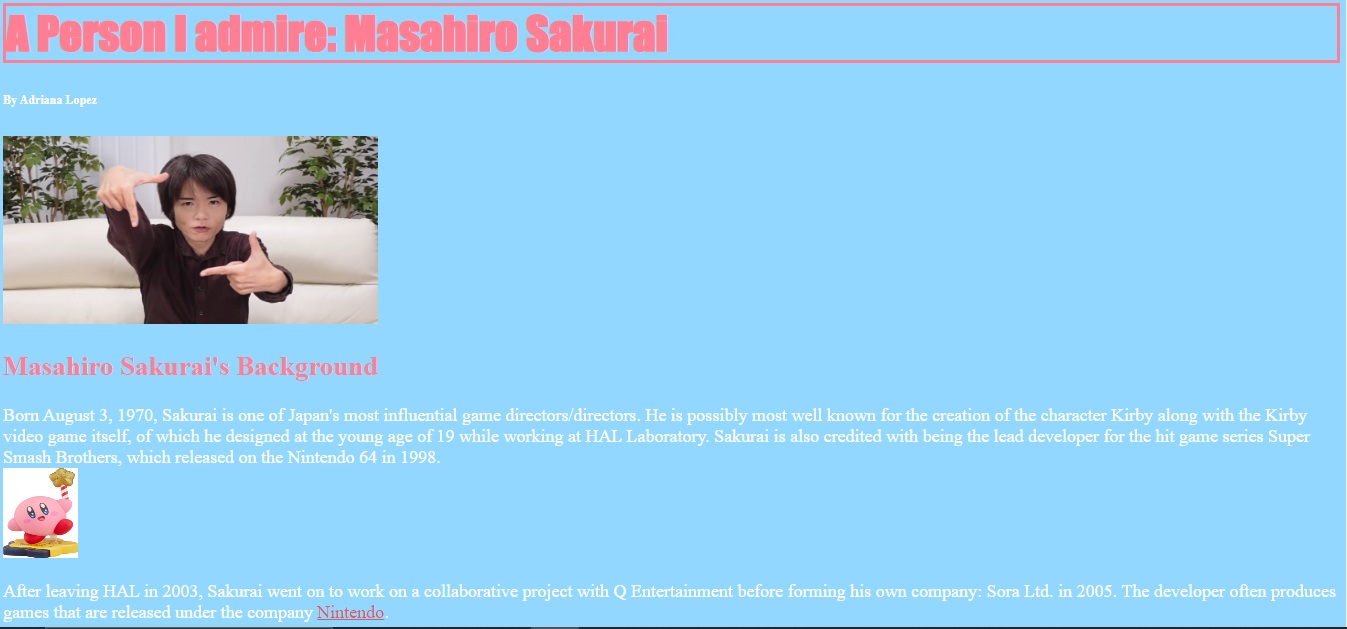 A Person I admire: Masahiro Sakurai
By Adriana Lopez
Masahiro Sakurai's Background
Born August 3, 1970, Sakurai is one of Japan's most influential game directors/directors. He is possibly most well known for the creation of the character Kirby along with the Kirby
video game itself, of which he designed at the young age of 19 while working at HAL Laboratory. Sakurai is also credited with being the lead developer for the hit game series Super
Smash Brothers, which released on the Nintendo 64 in 1998.
After leaving HAL in 2003, Sakurai went on to work on a collaborative project with Q Entertainment before forming his own company: Sora Ltd. in 2005. The developer often produces
games that are released under the company Nintendo.